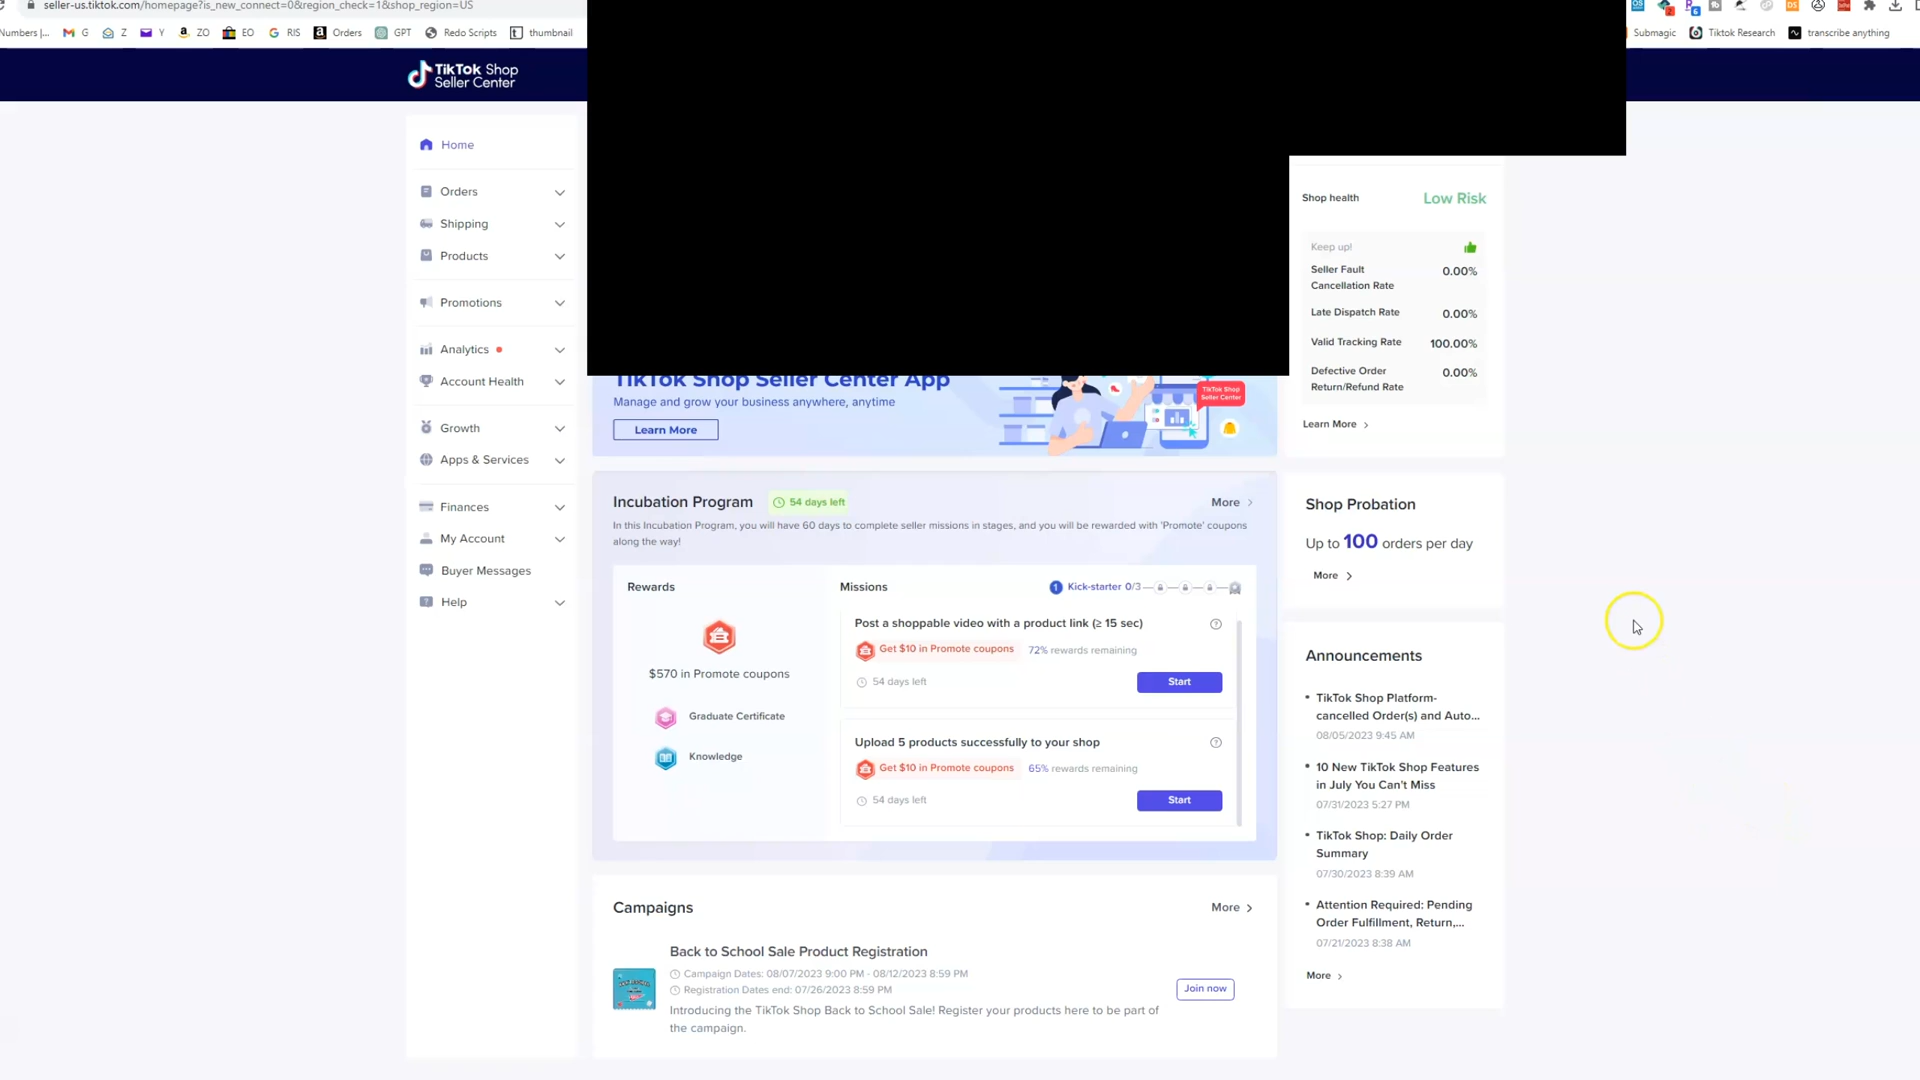 seller-us.tiktok.com/homepage?is_new_connect=0&region_check=1&shop_region=US
Numbers |... G Z Y ZO EO RIS Orders GPT Redo Scripts thumbnail Submagic Tiktok Research transcribe anything
TikTok Shop
Seller Center
Home
Orders
Shipping
Products
Promotions
Analytics
Account Health
Growth
Apps & Services
Finances
My Account
Buyer Messages
Help
TikTok Shop Seller Center App
Manage and grow your business anywhere, anytime
Learn More
TikTok Shop
Seller Center
Incubation Program 54 days left More
In this Incubation Program, you will have 60 days to complete seller missions in stages, and you will be rewarded with 'Promote' coupons
along the way!
Rewards
$570 in Promote coupons
Graduate Certificate
Knowledge
Missions 1 Kick-starter 0/3
Post a shoppable video with a product link (≥ 15 sec)
Get $10 in Promote coupons 72% rewards remaining
54 days left Start
Upload 5 products successfully to your shop
Get $10 in Promote coupons 65% rewards remaining
54 days left Start
Campaigns More
Back to School Sale Product Registration
Campaign Dates: 08/07/2023 9:00 PM - 08/12/2023 8:59 PM
Registration Dates end: 07/26/2023 8:59 PM
Introducing the TikTok Shop Back to School Sale! Register your products here to be part of
the campaign.
Join now
Shop health Low Risk
Keep up!
Seller Fault
Cancellation Rate 0.00%
Late Dispatch Rate 0.00%
Valid Tracking Rate 100.00%
Defective Order
Return/Refund Rate 0.00%
Learn More
Shop Probation
Up to 100 orders per day
More
Announcements
TikTok Shop Platform-
cancelled Order(s) and Auto...
08/05/2023 9:45 AM
10 New TikTok Shop Features
in July You Can't Miss
07/31/2023 5:27 PM
TikTok Shop: Daily Order
Summary
07/30/2023 8:39 AM
Attention Required: Pending
Order Fulfillment, Return,...
07/21/2023 8:38 AM
More